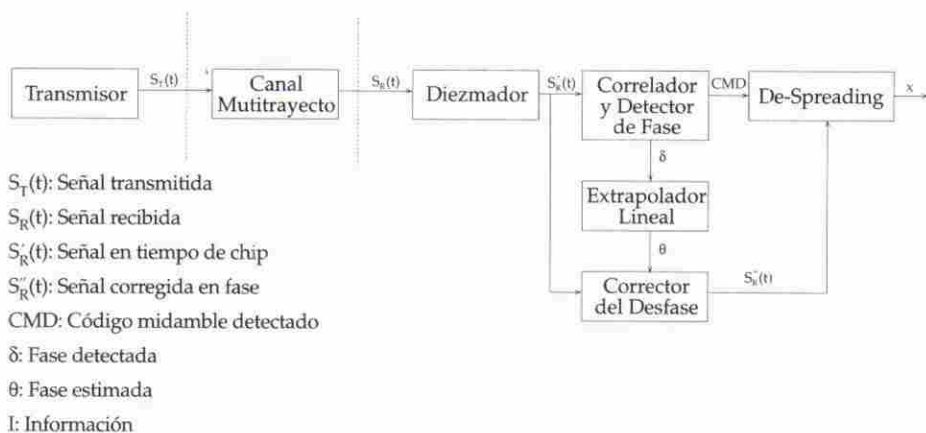 Transmisor
S_T(t)
Canal
Mutitrayecto
S_R(t)
Diezmador
S'_R(t)
Correlador
y Detector
de Fase
CMD
De-Spreading
x
δ
Extrapolador
Lineal
θ
Corrector
del Desfase
S''_R(t)
S_T(t): Señal transmitida
S_R(t): Señal recibida
S'_R(t): Señal en tiempo de chip
S''_R(t): Señal corregida en fase
CMD: Código midamble detectado
δ: Fase detectada
θ: Fase estimada
I: Información